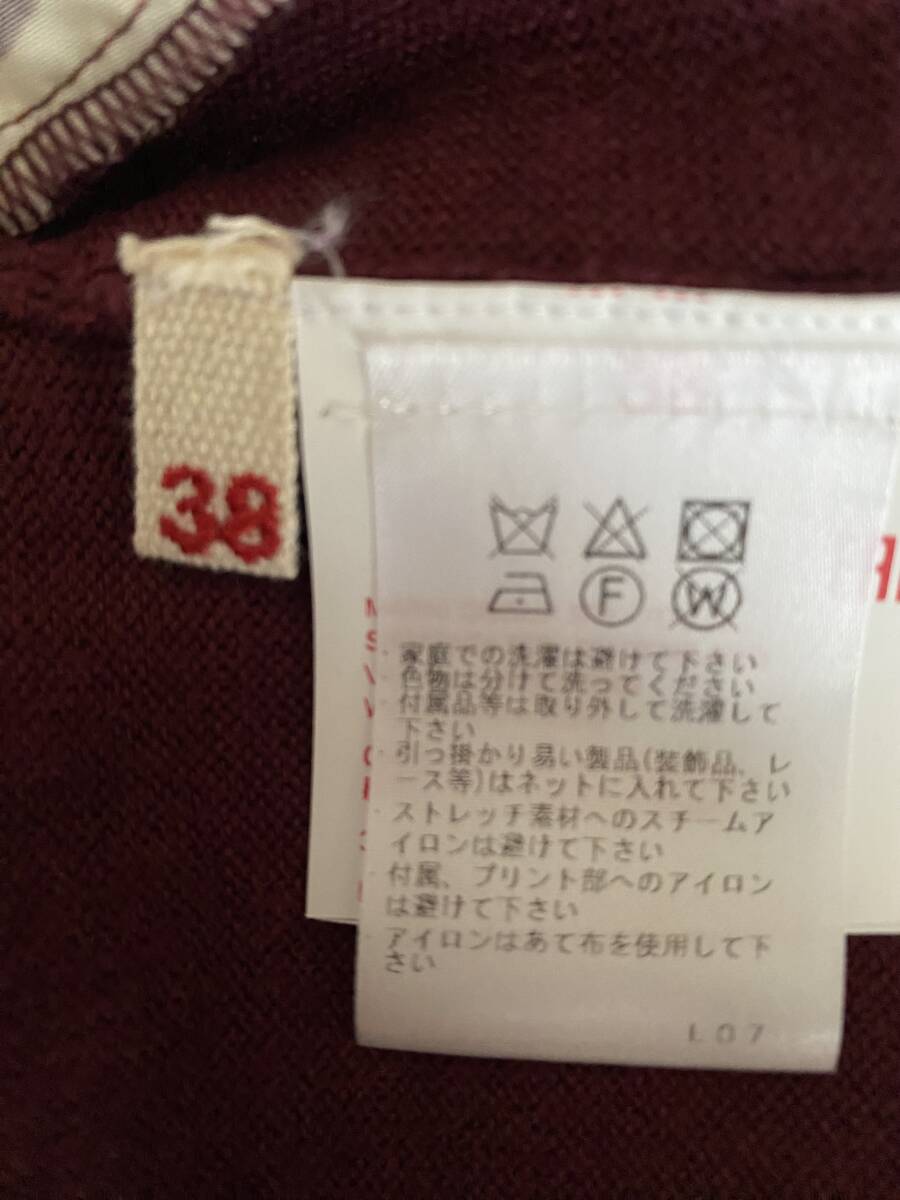 38
F
W
・家庭での洗濯は避けて下さい
・色物は分けて洗ってください
・付属品等は取り外して洗濯して
下さい
・引っ掛かり易い製品(装飾品、レ
ース等)はネットに入れて下さい
・ストレッチ素材へのスチームア
イロンは避けて下さい
・付属、プリント部へのアイロン
は避けて下さい
・アイロンはあて布を使用して下
さい
L07